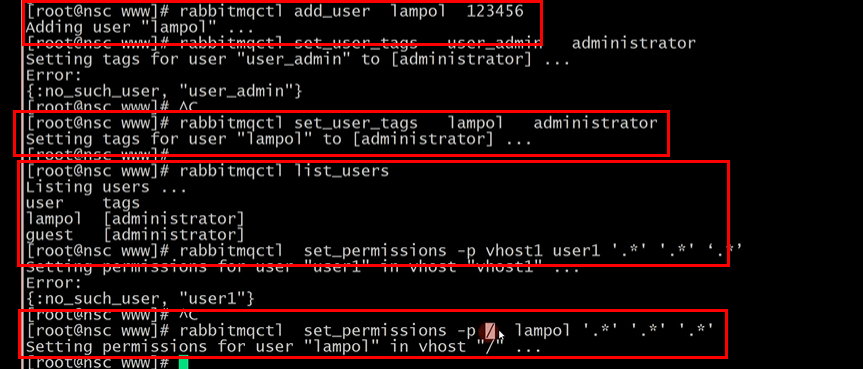 [root@nsc www]# rabbitmqctl add_user lampol 123456
Adding user "lampol" ...
[root@nsc www]# rabbitmqctl set_user_tags user_admin administrator
Setting tags for user "user_admin" to [administrator] ...
Error:
{:no_such_user, "user_admin"}
[root@nsc www]# ^C
[root@nsc www]# rabbitmqctl set_user_tags lampol administrator
Setting tags for user "lampol" to [administrator] ...
[root@nsc www]#
[root@nsc www]# rabbitmqctl list_users
Listing users ...
user tags
lampol [administrator]
guest [administrator]
[root@nsc www]# rabbitmqctl set_permissions -p vhost1 user1 '.*' '.*' ‘.*’
Setting permissions for user "user1" in vhost "vhost1" ...
Error:
{:no_such_user, "user1"}
[root@nsc www]# ^C
[root@nsc www]# rabbitmqctl set_permissions -p / lampol '.*' '.*' '.*'
Setting permissions for user "lampol" in vhost "/" ...
[root@nsc www]#